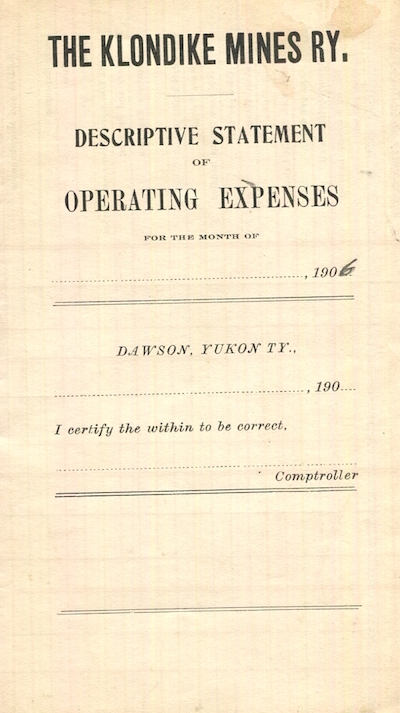 THE KLONDIKE MINES RY.
DESCRIPTIVE STATEMENT
OF
OPERATING EXPENSES
FOR THE MONTH OF
, 1906
DAWSON, YUKON TY.,
, 190
I certify the within to be correct,
Comptroller